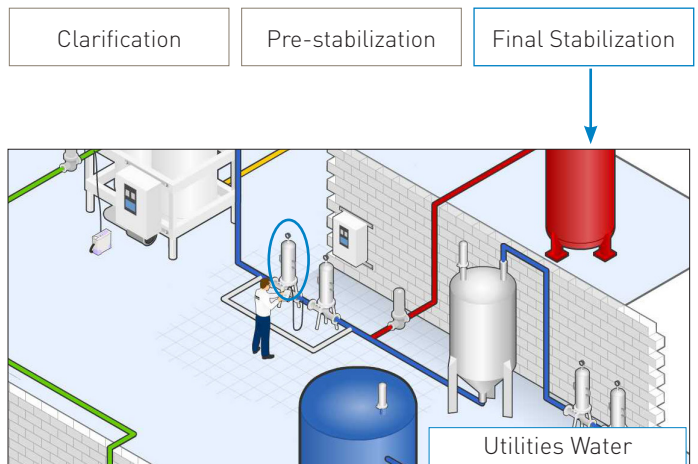 Clarification
Pre-stabilization
Final Stabilization
Utilities Water